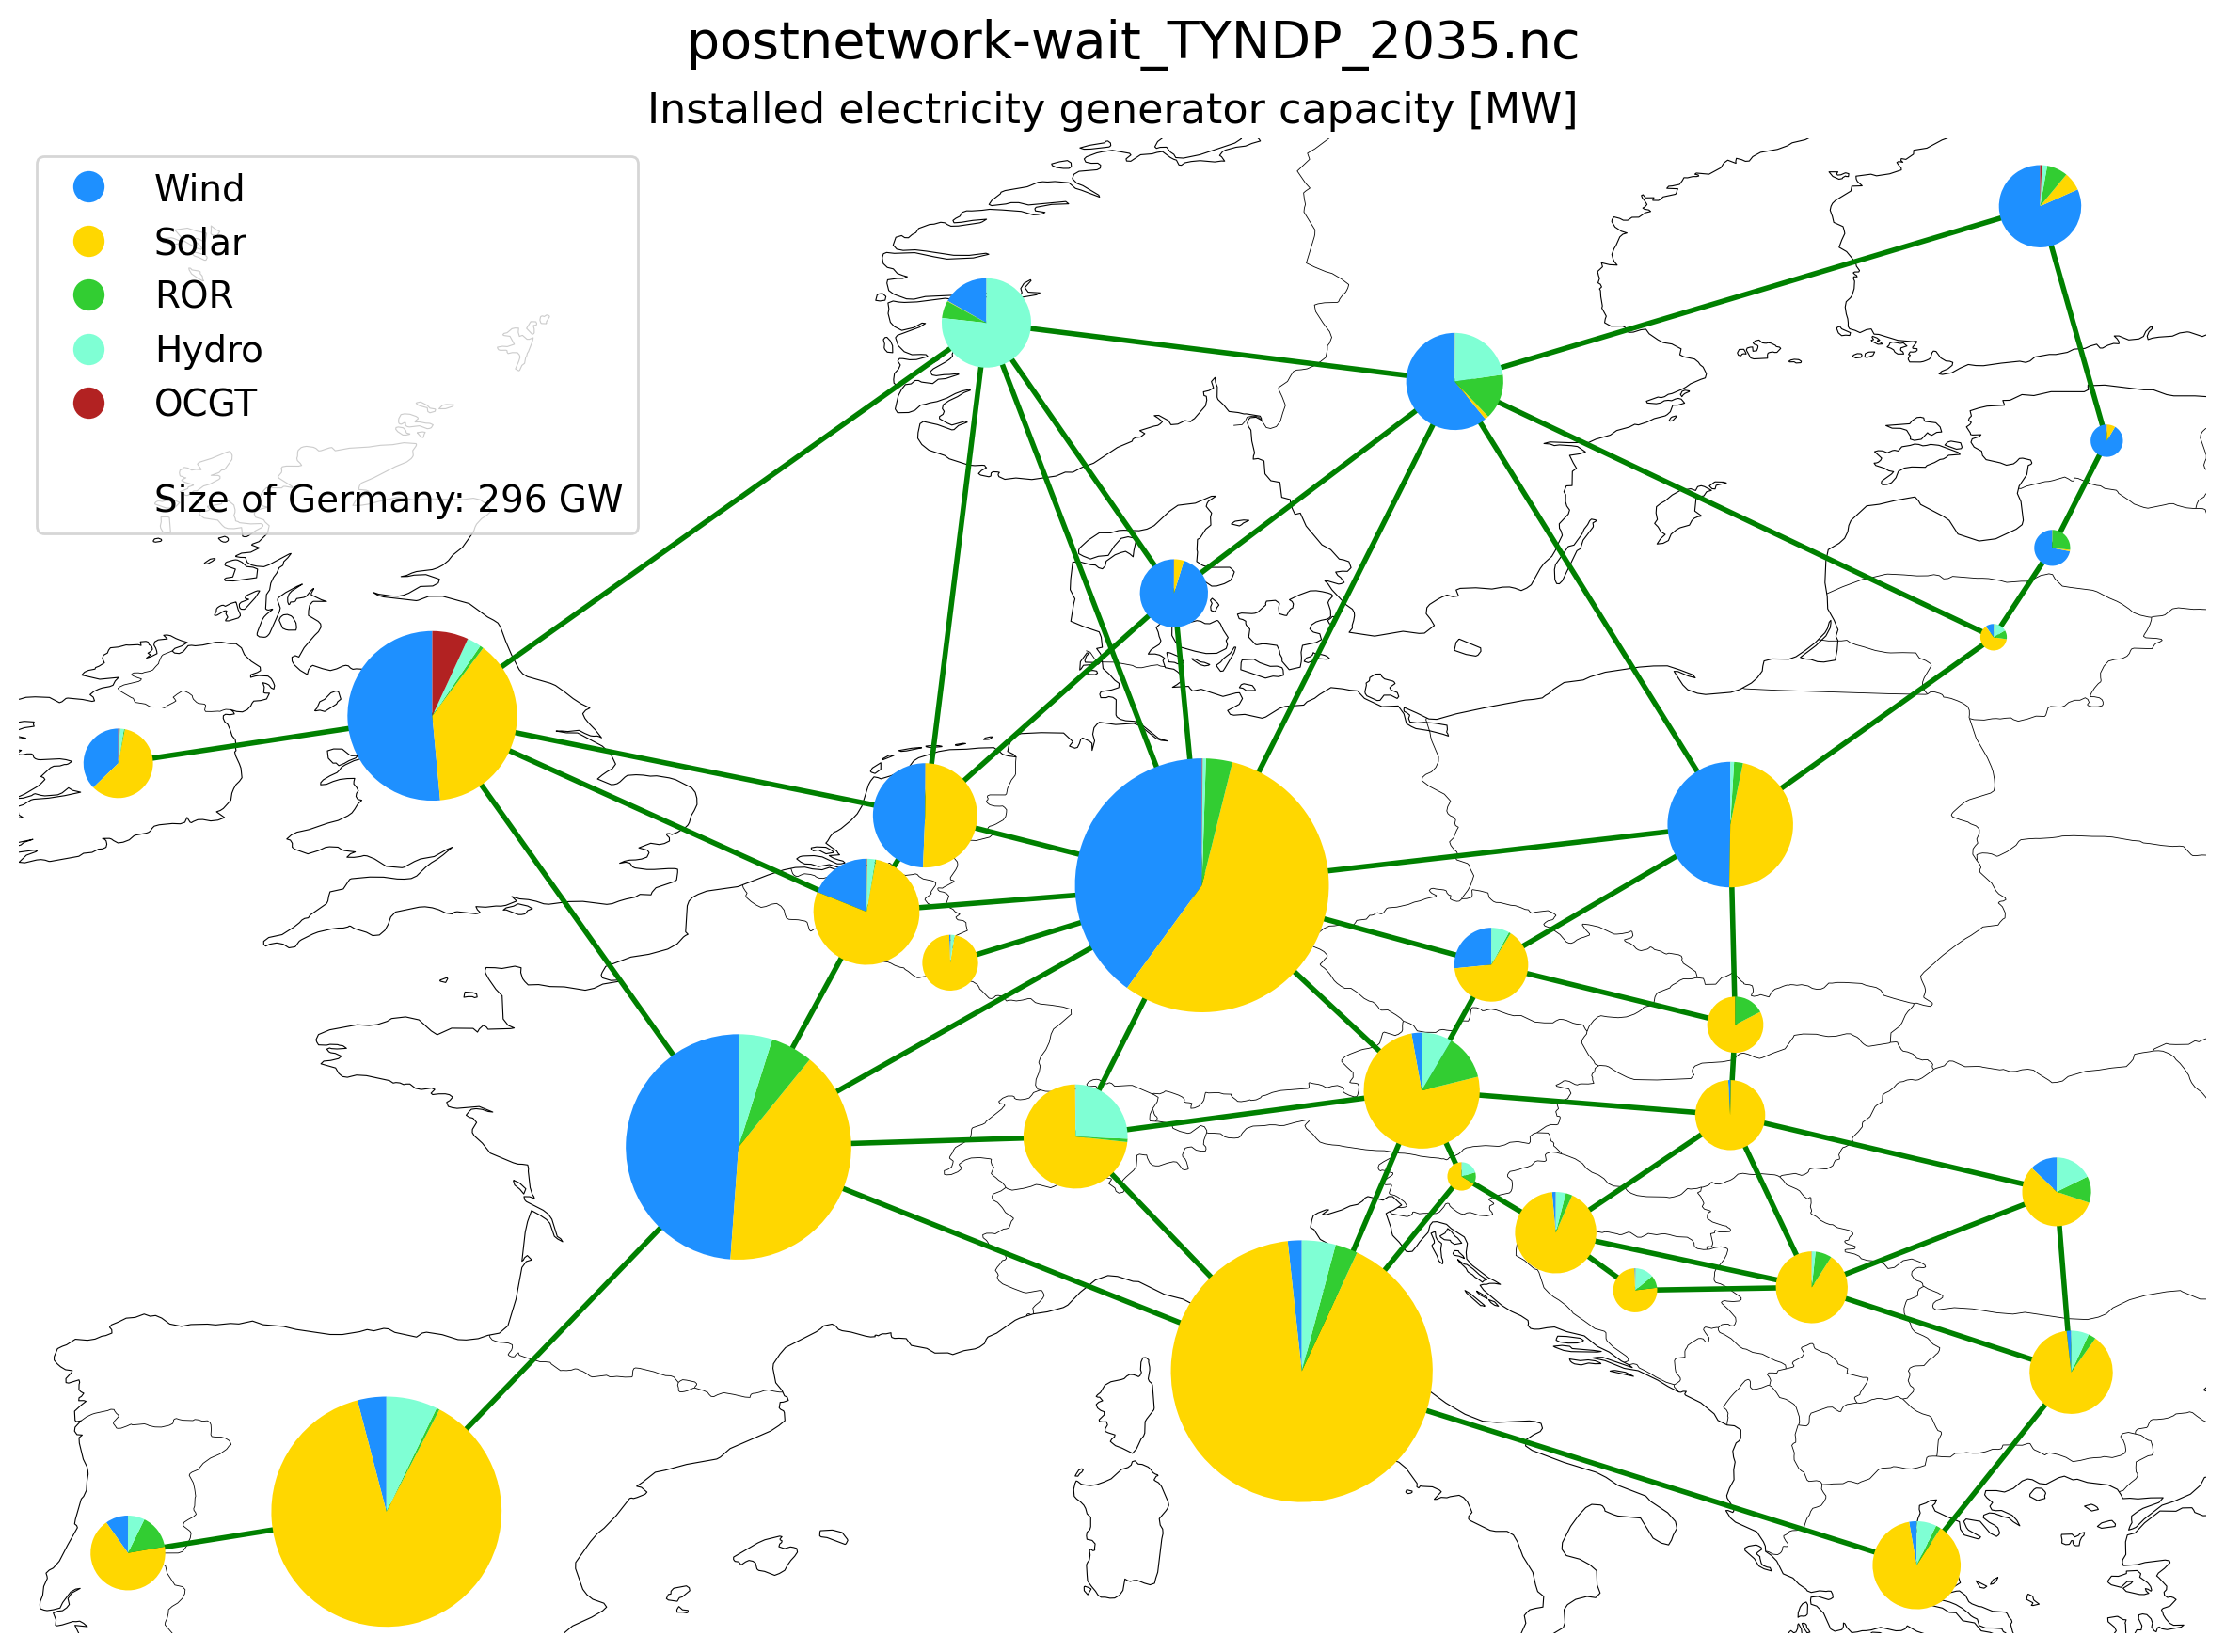 postnetwork-wait_TYNDP_2035.nc
Installed electricity generator capacity [MW]
Wind
Solar
ROR
Hydro
OCGT
Size of Germany: 296 GW